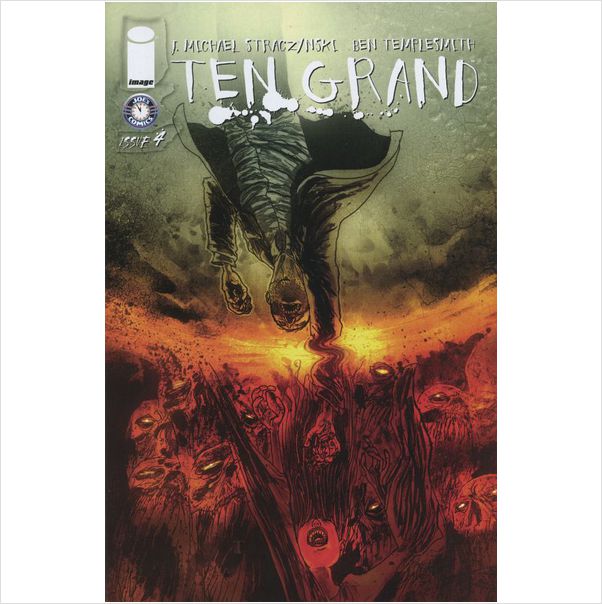 J. MICHAEL STRACZYNSKI BEN TEMPLESMITH
TEN GRAND
image
JOE'S
COMICS
ISSUE 4